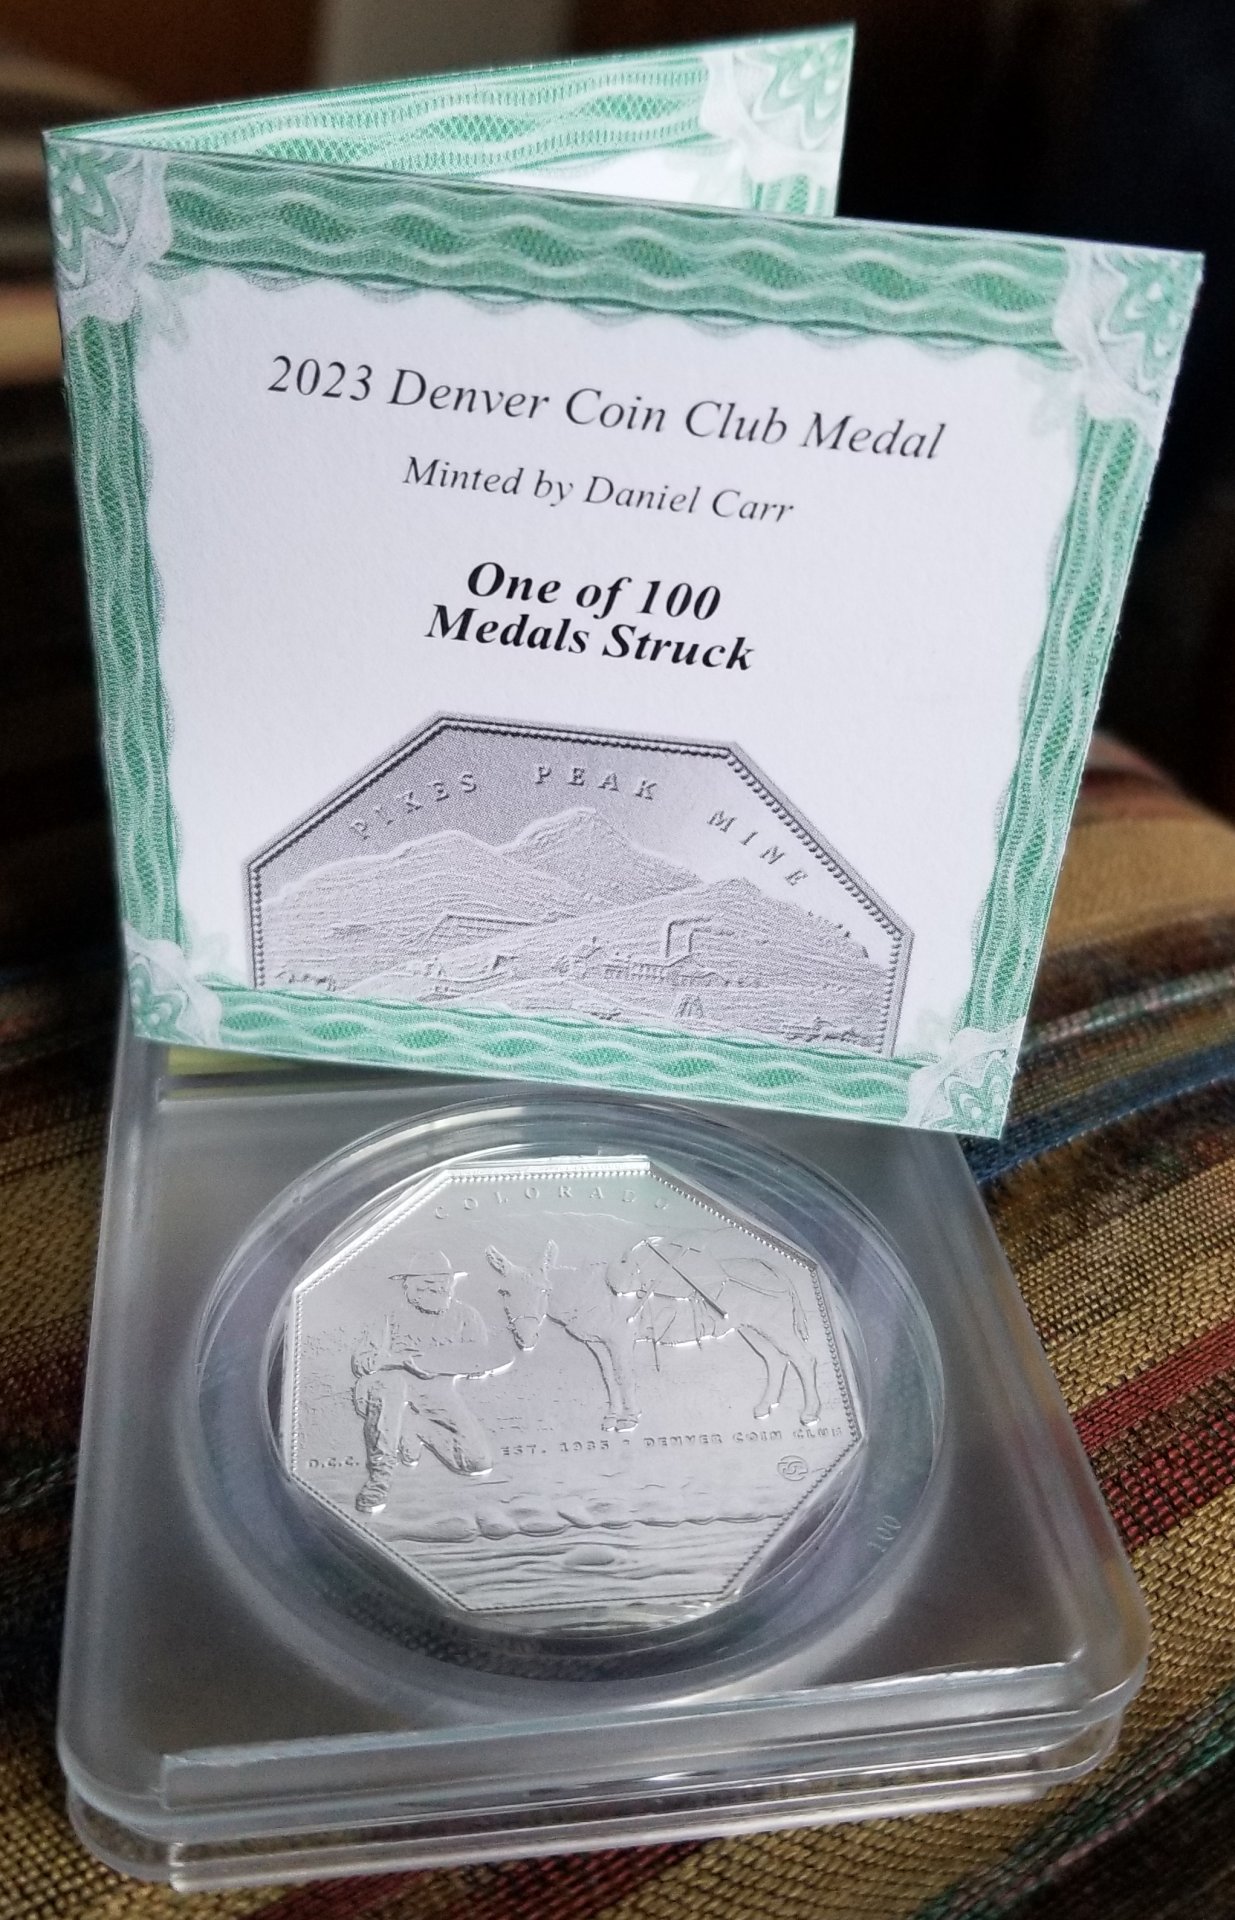 2023 Denver Coin Club Medal
Minted by Daniel Carr
One of 100
Medals Struck
PIKES PEAK MINE
COLORADO
EST. 1985 • DENVER COIN CLUB
D.C.C.
100